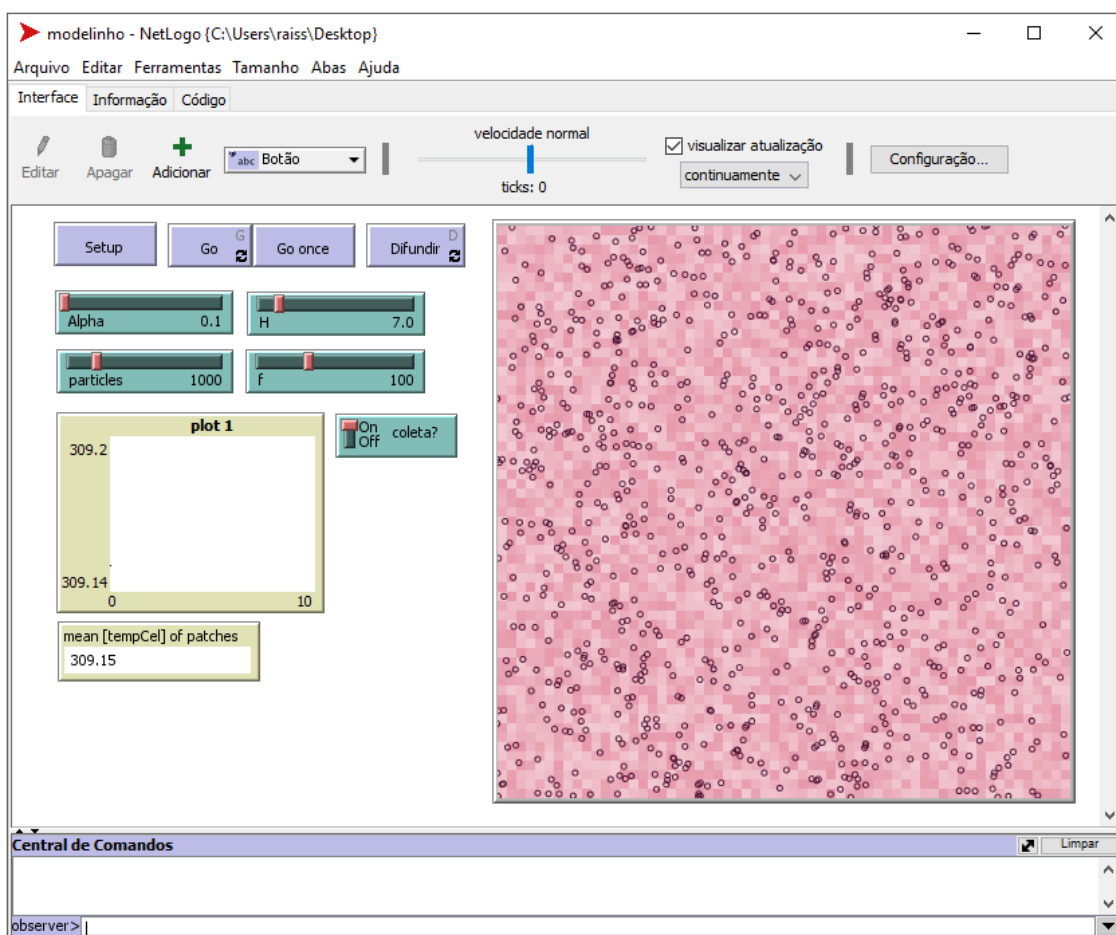 modelinho - NetLogo {C:\Users\raiss\Desktop}
Arquivo Editar Ferramentas Tamanho Abas Ajuda
Interface Informação Código
velocidade normal
visualizar atualização
Editar Apagar Adicionar abc Botão continuamente Configuração...
ticks: 0
Setup Go G Go once Difundir D
Alpha 0.1 H 7.0
particles 1000 f 100
plot 1
309.2
309.14
0 10
On
Off coleta?
mean [tempCel] of patches
309.15
Central de Comandos Limpar
observer>